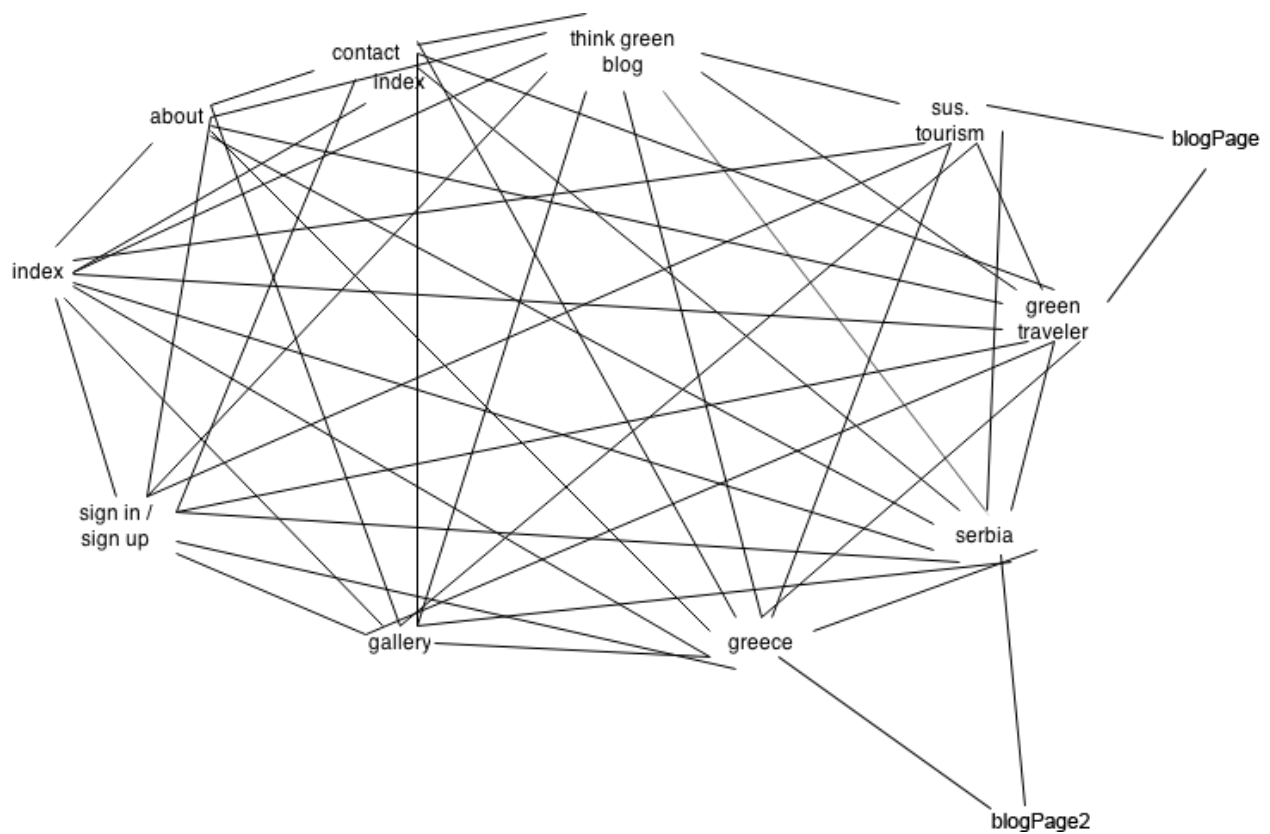 think green
blog
contact
index
about
sus.
tourism
blogPage
index
green
traveler
sign in /
sign up
serbia
gallery
greece
blogPage2